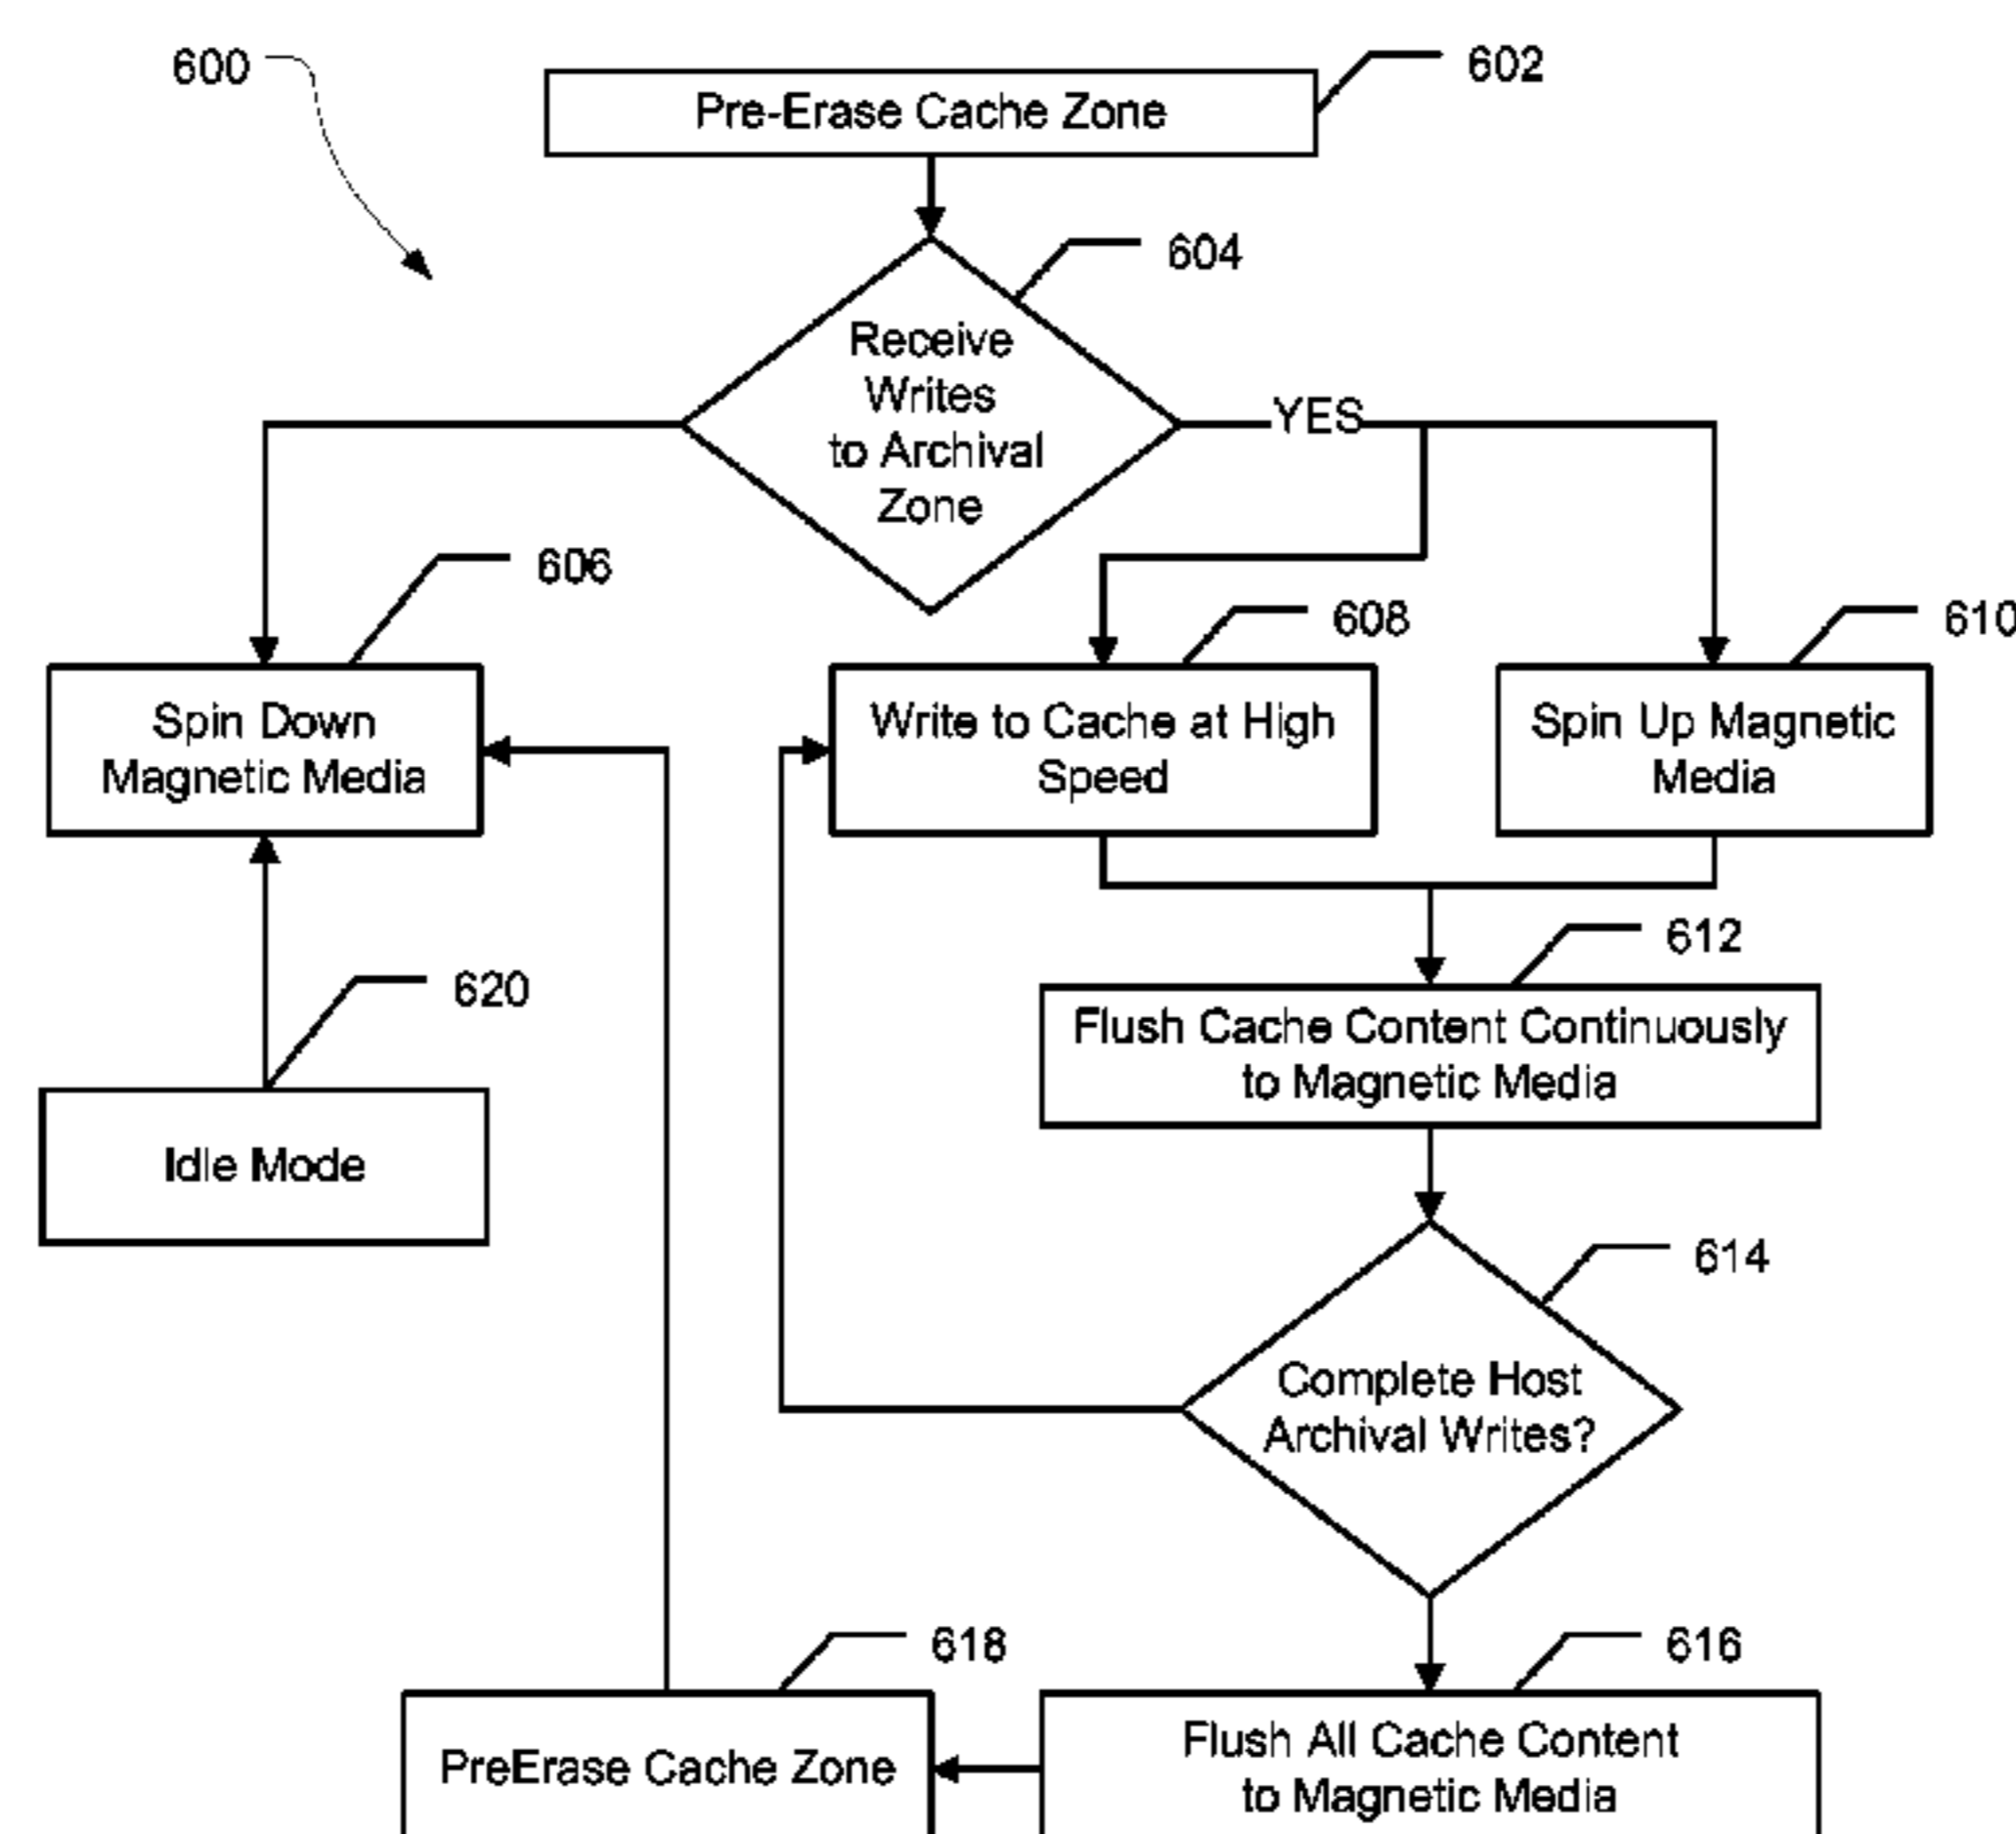 600
602
Pre-Erase Cache Zone
604
Receive
Writes
to Archival
Zone
YES
606
608
610
Spin Down
Magnetic Media
Write to Cache at High
Speed
Spin Up Magnetic
Media
612
620
Flush Cache Content Continuously
to Magnetic Media
Idle Mode
614
Complete Host
Archival Writes?
618
616
PreErase Cache Zone
Flush All Cache Content
to Magnetic Media